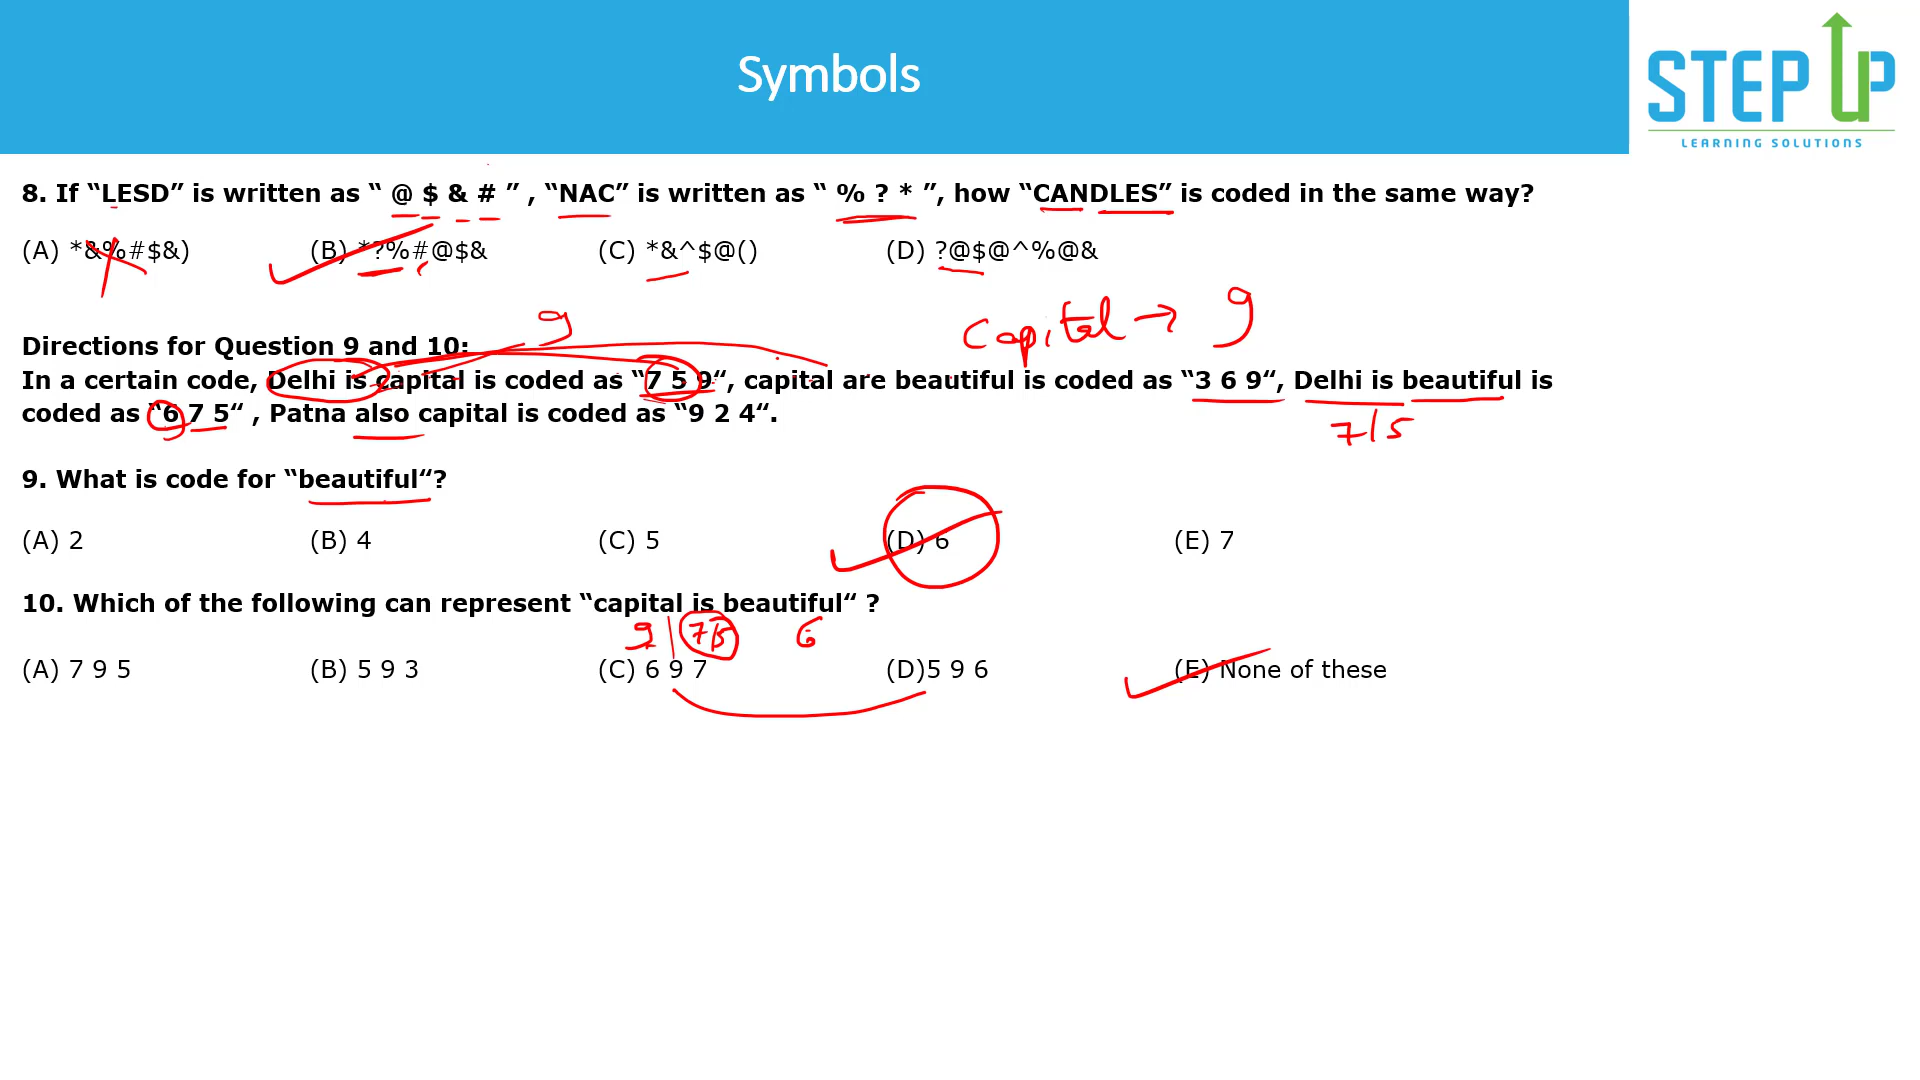 Symbols
STEP UP
LEARNING SOLUTIONS
8. If “LESD” is written as “ @ $ & # ” , “NAC” is written as “ % ? * ”, how “CANDLES” is coded in the same way?
(A) *&%#$&) (B) *?%#@$& (C) *&^$@() (D) ?@$@^%@&
9
Capital → 9
Directions for Question 9 and 10:
In a certain code, Delhi is capital is coded as “7 5 9“, capital are beautiful is coded as “3 6 9“, Delhi is beautiful is
coded as “6 7 5“ , Patna also capital is coded as “9 2 4“.
7/5
9. What is code for “beautiful“?
(A) 2 (B) 4 (C) 5 (D) 6 (E) 7
10. Which of the following can represent “capital is beautiful“ ?
9 7/5 6
(A) 7 9 5 (B) 5 9 3 (C) 6 9 7 (D)5 9 6 (E) None of these